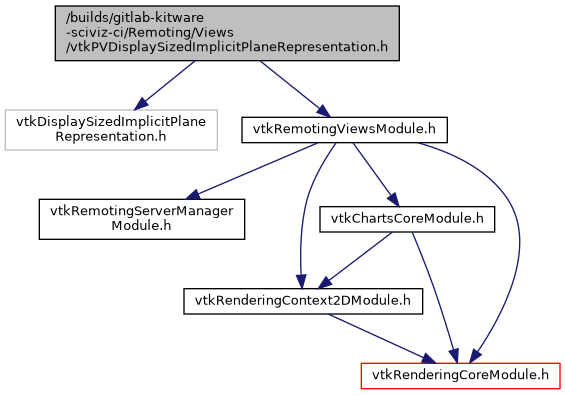 /builds/gitlab-kitware
-sciviz-ci/Remoting/Views
/vtkPVDisplaySizedImplicitPlaneRepresentation.h
vtkDisplaySizedImplicitPlane
Representation.h
vtkRemotingViewsModule.h
vtkRemotingServerManager
Module.h
vtkChartsCoreModule.h
vtkRenderingContext2DModule.h
vtkRenderingCoreModule.h